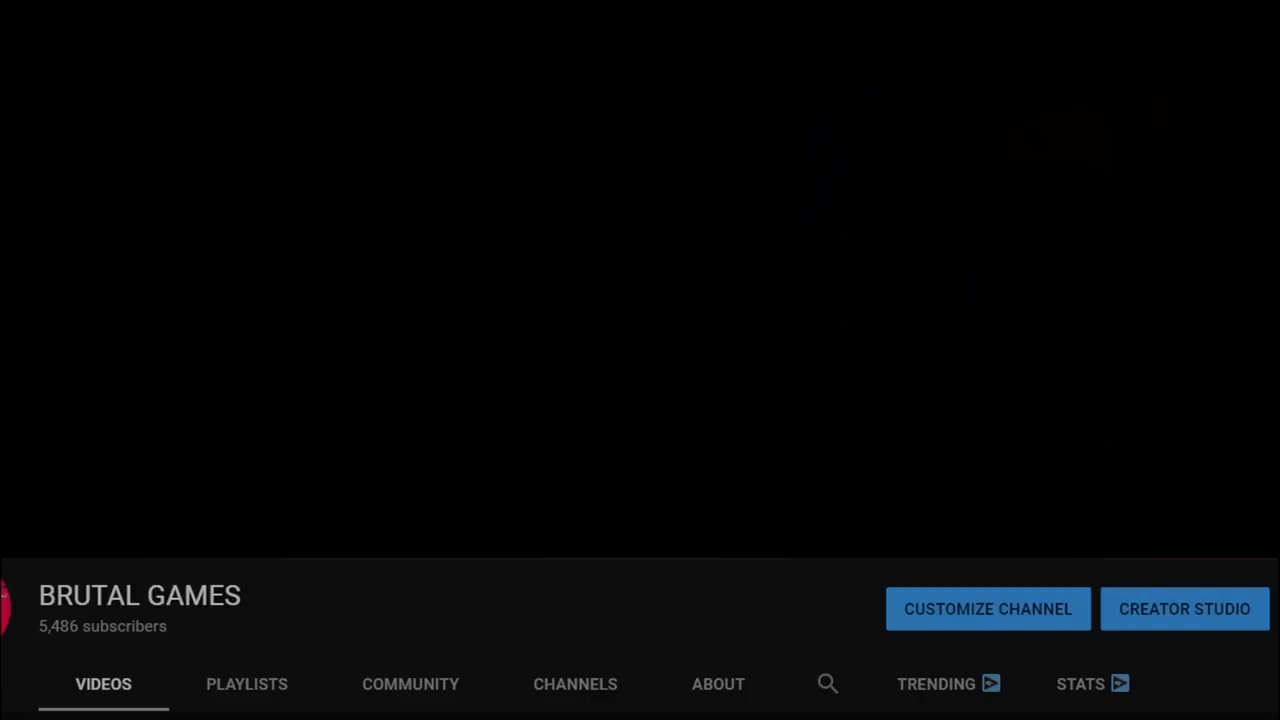 BRUTAL GAMES
5,486 subscribers
CUSTOMIZE CHANNEL
CREATOR STUDIO
VIDEOS PLAYLISTS COMMUNITY CHANNELS ABOUT TRENDING STATS